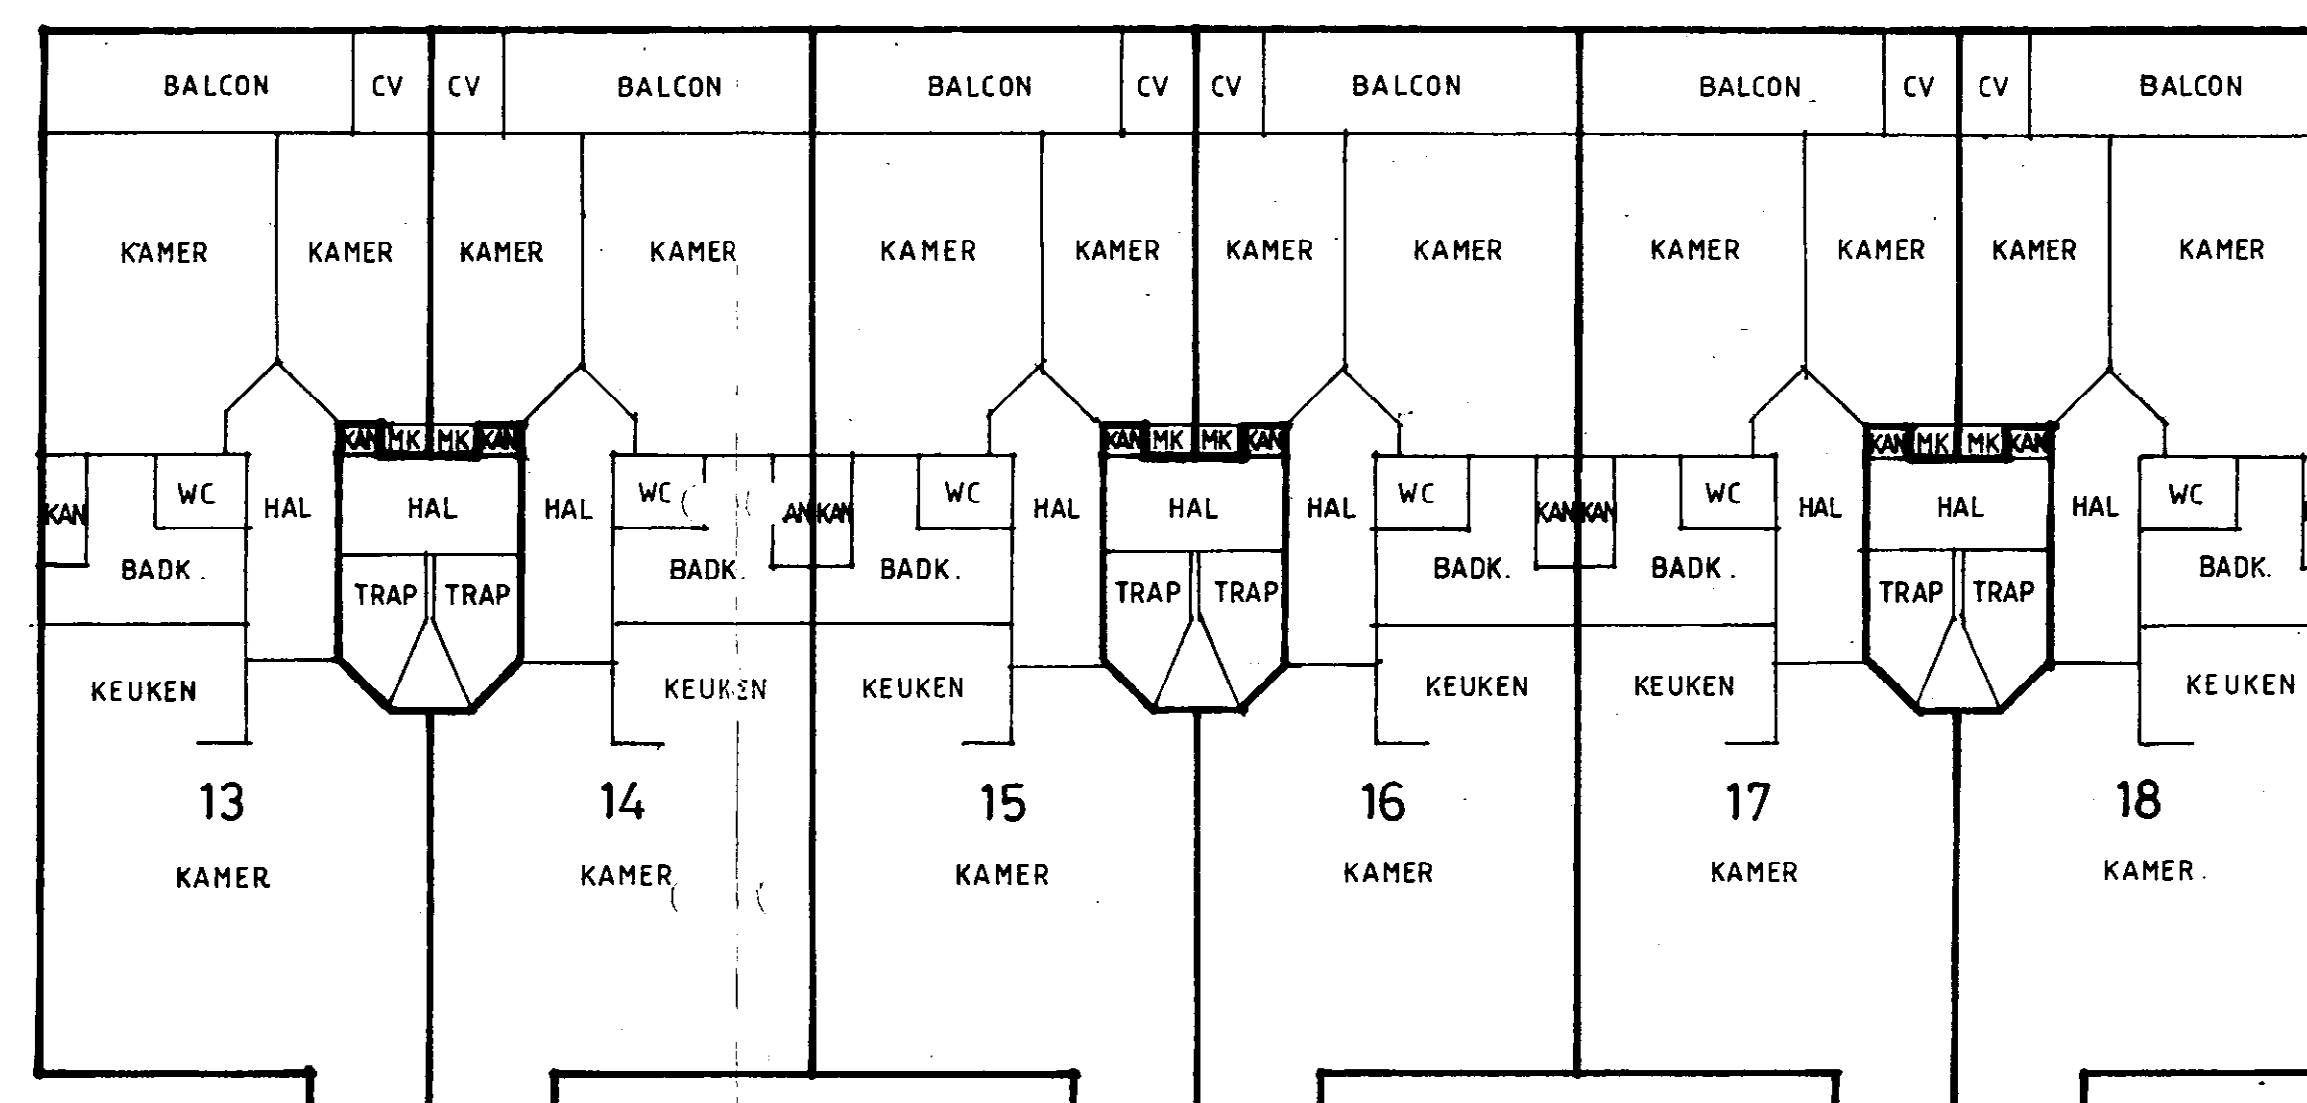 BALCON CV CV BALCON BALCON CV CV BALCON BALCON CV CV BALCON
KAMER KAMER KAMER KAMER KAMER KAMER KAMER KAMER KAMER KAMER KAMER KAMER
KAN MK MK KAN KAN MK MK KAN KAN MK MK KAN
KAN WC HAL HAL HAL WC AN KAN WC HAL HAL HAL WC KAN KAN WC HAL HAL HAL WC
BADK. TRAP TRAP BADK. BADK. TRAP TRAP BADK. BADK. TRAP TRAP BADK.
KEUKEN KEUKEN KEUKEN KEUKEN KEUKEN KEUKEN
13 14 15 16 17 18
KAMER KAMER KAMER KAMER KAMER KAMER.